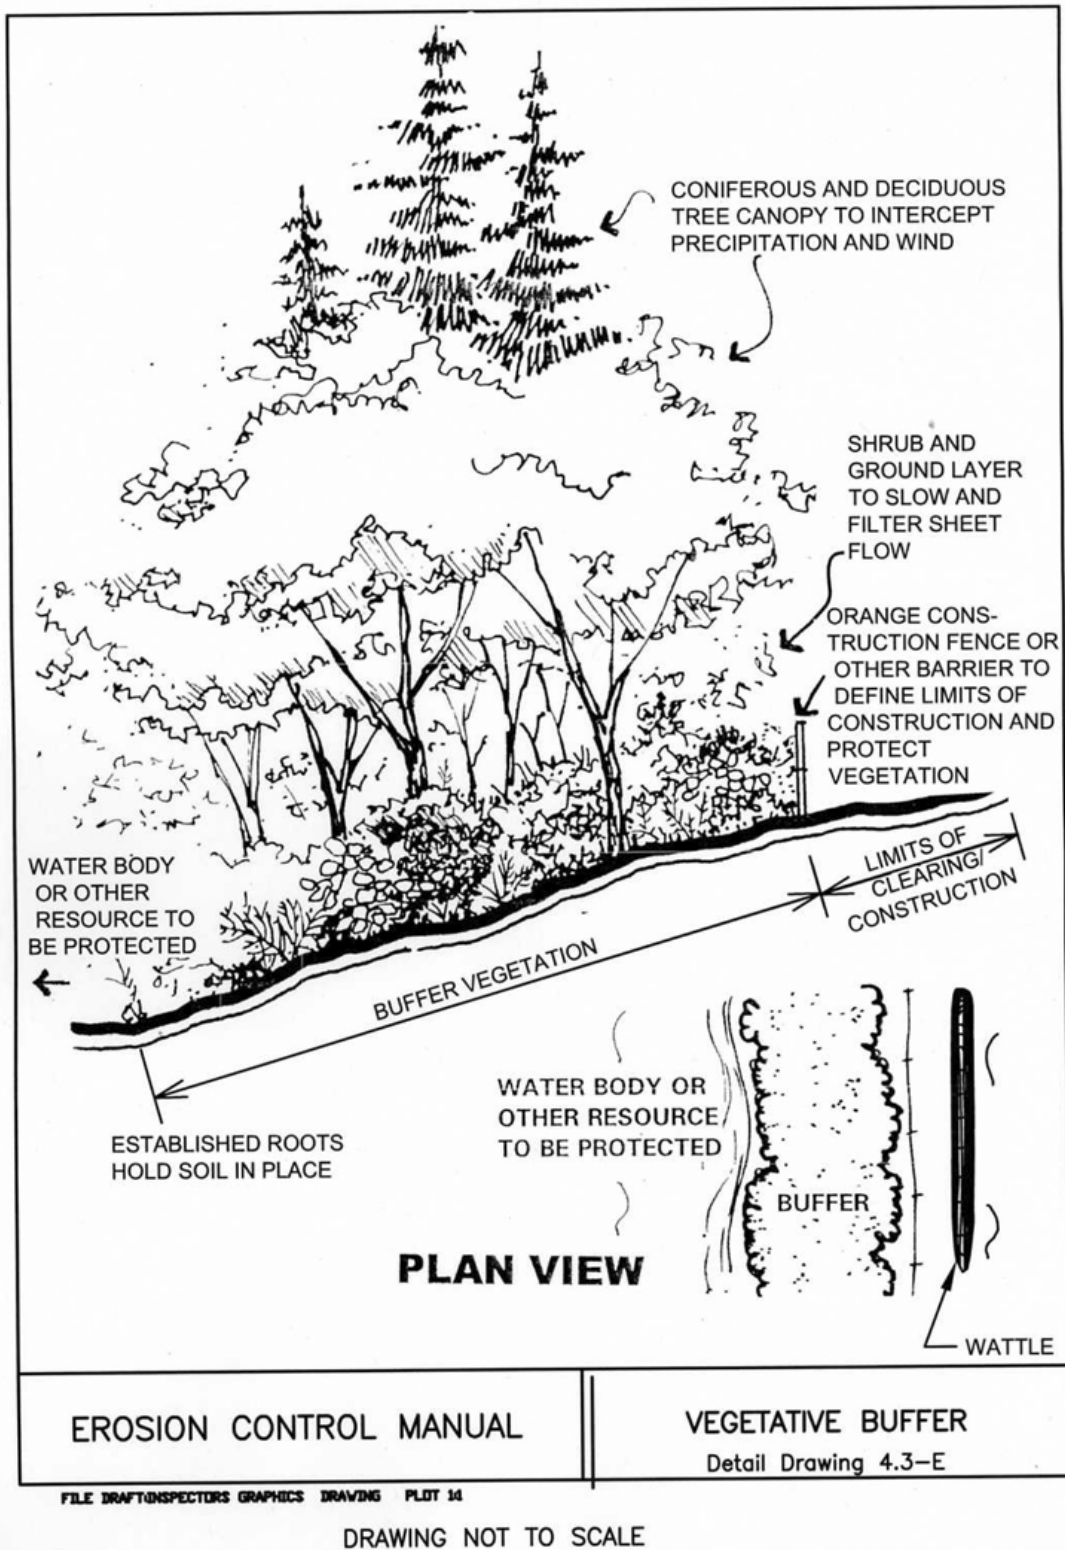 CONIFEROUS AND DECIDUOUS
TREE CANOPY TO INTERCEPT
PRECIPITATION AND WIND
SHRUB AND
GROUND LAYER
TO SLOW AND
FILTER SHEET
FLOW
ORANGE CONS-
TRUCTION FENCE OR
OTHER BARRIER TO
DEFINE LIMITS OF
CONSTRUCTION AND
PROTECT
VEGETATION
WATER BODY
OR OTHER
RESOURCE TO
BE PROTECTED
LIMITS OF
CLEARING/
CONSTRUCTION
BUFFER VEGETATION
ESTABLISHED ROOTS
HOLD SOIL IN PLACE
WATER BODY OR
OTHER RESOURCE
TO BE PROTECTED
BUFFER
PLAN VIEW
WATTLE
EROSION CONTROL MANUAL
VEGETATIVE BUFFER
Detail Drawing 4.3-E
FILE DRAFT\INSPECTORS GRAPHICS DRAWING PLOT 1d
DRAWING NOT TO SCALE